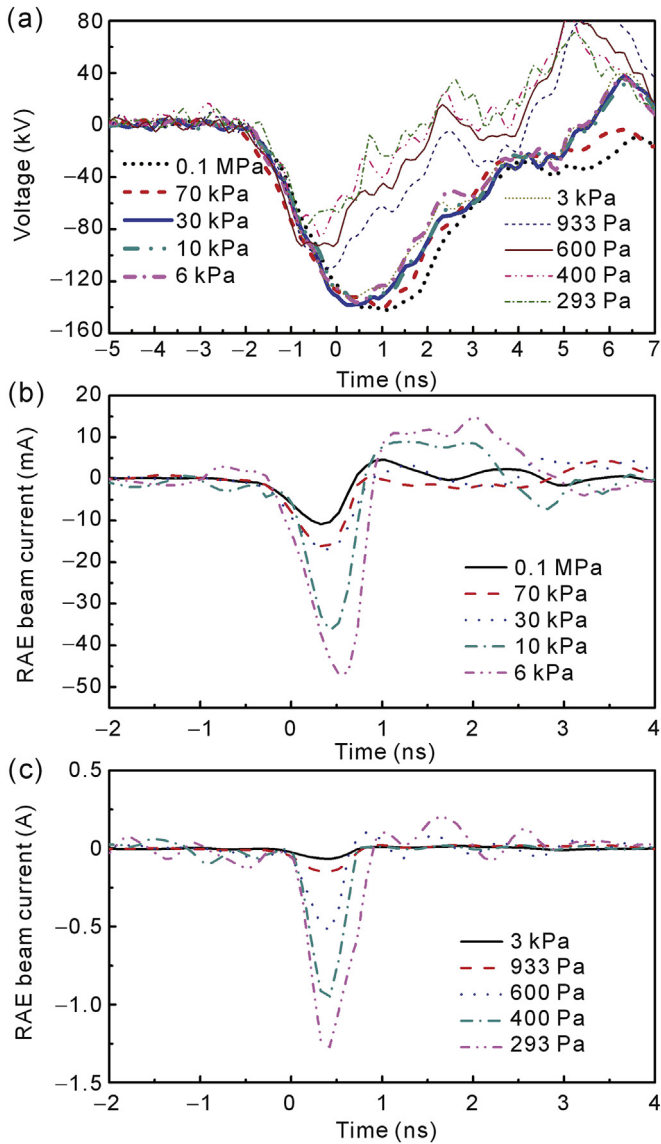 (a)
80
40
0
−40
−80
−120
−160
Voltage (kV)
0.1 MPa
70 kPa
30 kPa
10 kPa
6 kPa
3 kPa
933 Pa
600 Pa
400 Pa
293 Pa
−5 −4 −3 −2 −1 0 1 2 3 4 5 6 7
Time (ns)
(b)
20
10
0
−10
−20
−30
−40
−50
RAE beam current (mA)
0.1 MPa
70 kPa
30 kPa
10 kPa
6 kPa
−2 −1 0 1 2 3 4
Time (ns)
(c)
0.5
0
−0.5
−1.0
−1.5
RAE beam current (A)
3 kPa
933 Pa
600 Pa
400 Pa
293 Pa
−2 −1 0 1 2 3 4
Time (ns)